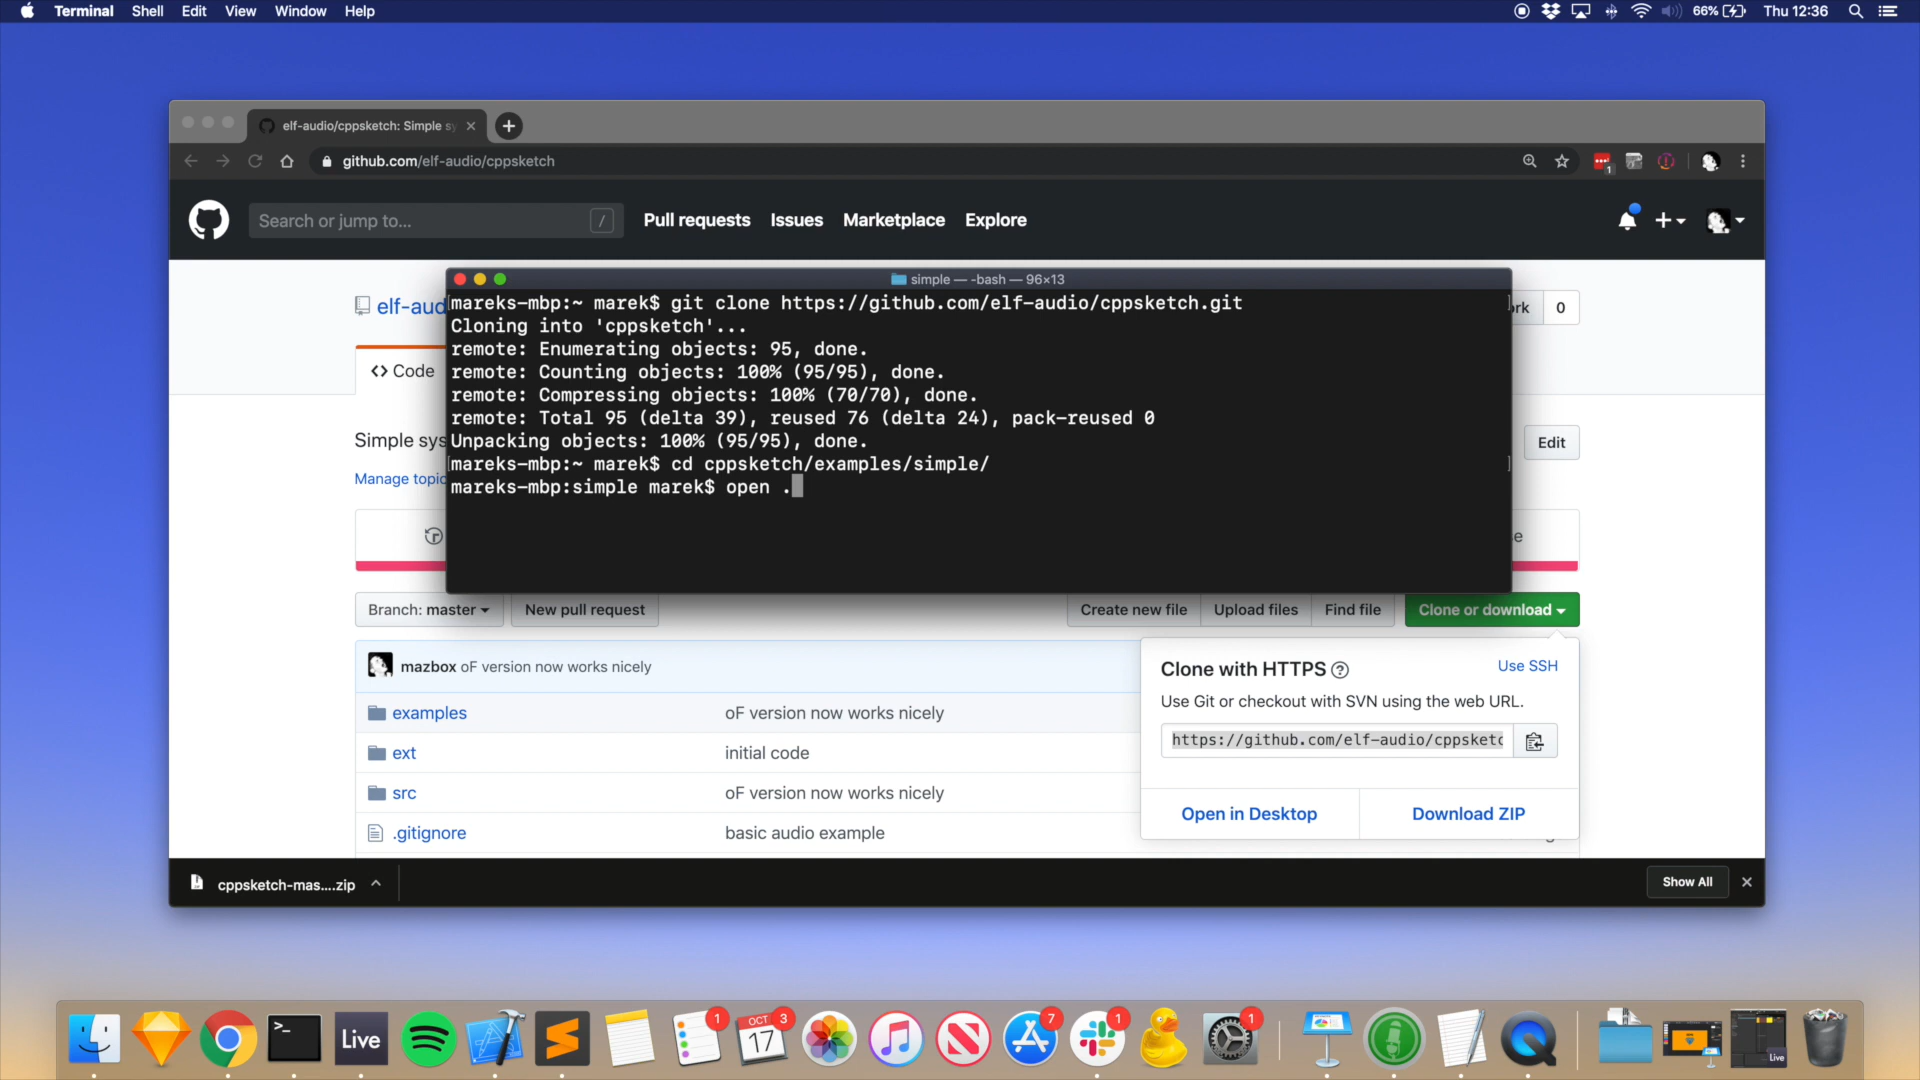 Terminal Shell Edit View Window Help
66% Thu 12:36
elf-audio/cppsketch: Simple sy
github.com/elf-audio/cppsketch
1
Search or jump to... /
Pull requests Issues Marketplace Explore
simple — -bash — 96×13
elf-aud
rk 0
Code
mareks-mbp:~ marek$ git clone https://github.com/elf-audio/cppsketch.git
Cloning into 'cppsketch'...
remote: Enumerating objects: 95, done.
remote: Counting objects: 100% (95/95), done.
remote: Compressing objects: 100% (70/70), done.
remote: Total 95 (delta 39), reused 76 (delta 24), pack-reused 0
Unpacking objects: 100% (95/95), done.
mareks-mbp:~ marek$ cd cppsketch/examples/simple/
mareks-mbp:simple marek$ open .
Simple sys
Edit
Manage topic
Branch: master New pull request
Create new file Upload files Find file Clone or download
mazbox oF version now works nicely
examples oF version now works nicely
ext initial code
src oF version now works nicely
.gitignore basic audio example
Clone with HTTPS ? Use SSH
Use Git or checkout with SVN using the web URL.
https://github.com/elf-audio/cppsketc
Open in Desktop Download ZIP
cppsketch-mas....zip
Show All
>_
Live
1
OCT
17
3
7
1
1
Live